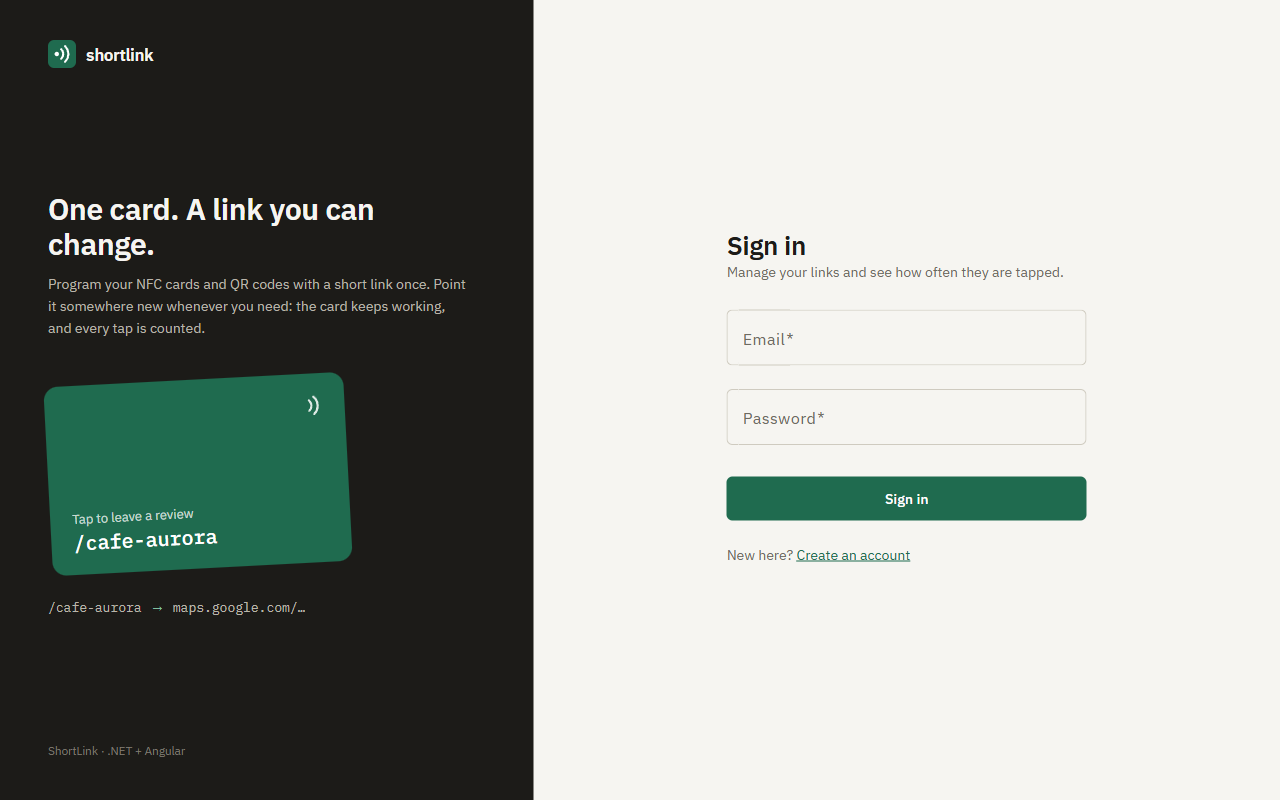 shortlink
One card. A link you can
change.
Program your NFC cards and QR codes with a short link once. Point
it somewhere new whenever you need: the card keeps working,
and every tap is counted.
Tap to leave a review
/cafe-aurora
/cafe-aurora → maps.google.com/…
ShortLink · .NET + Angular
Sign in
Manage your links and see how often they are tapped.
Email*
Password*
Sign in
New here? Create an account